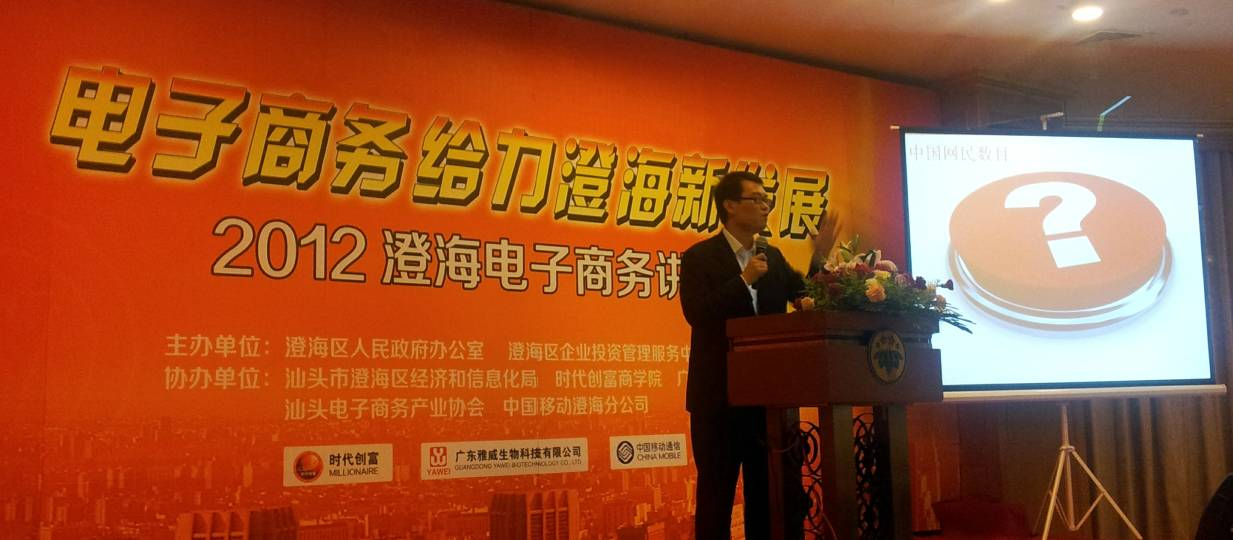 电子商务给力澄海新发展
2012 澄海电子商务讲
主办单位：澄海区人民政府办公室 澄海区企业投资管理服务中
协办单位：汕头市澄海区经济和信息化局 时代创富商学院 广
汕头电子商务产业协会 中国移动澄海分公司
时代创富
MILLIONAIRE
YAWEI
广东雅威生物科技有限公司
GUANGDONG YAWEI BIOTECHNOLOGY CO., LTD.
中国移动通信
CHINA MOBILE
中国网民数目
?